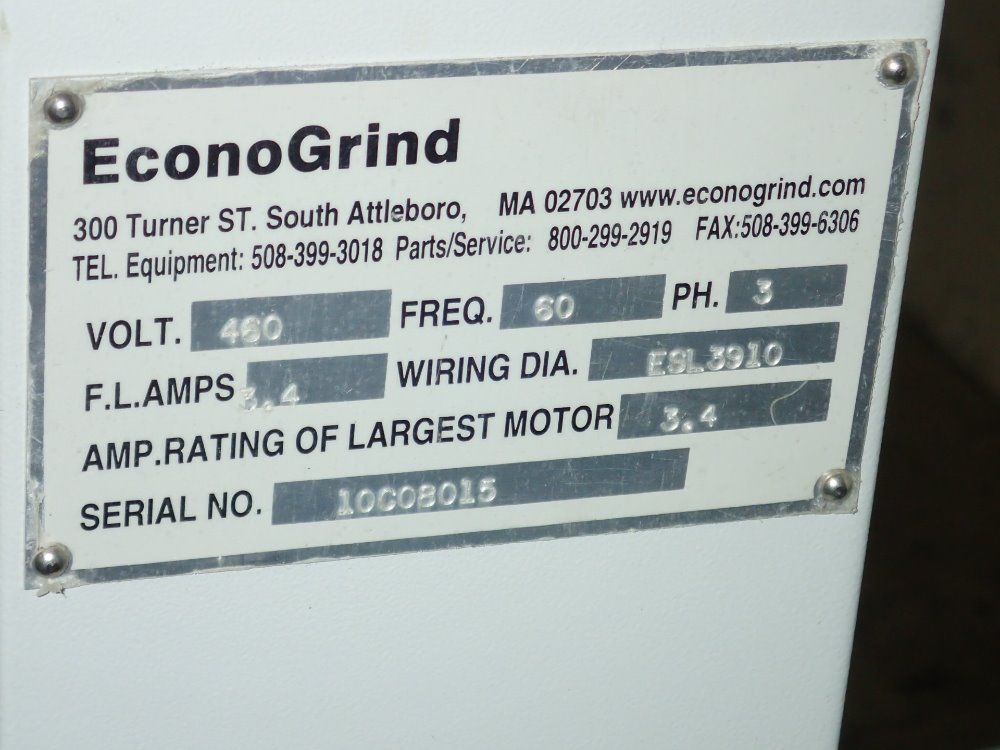 EconoGrind
300 Turner ST. South Attleboro, MA 02703 www.econogrind.com
TEL. Equipment: 508-399-3018 Parts/Service: 800-299-2919 FAX:508-399-6306
VOLT. 460 FREQ. 60 PH. 3
F.L.AMPS 3.4 WIRING DIA. ESL3910
AMP.RATING OF LARGEST MOTOR 3.4
SERIAL NO. 10C08015